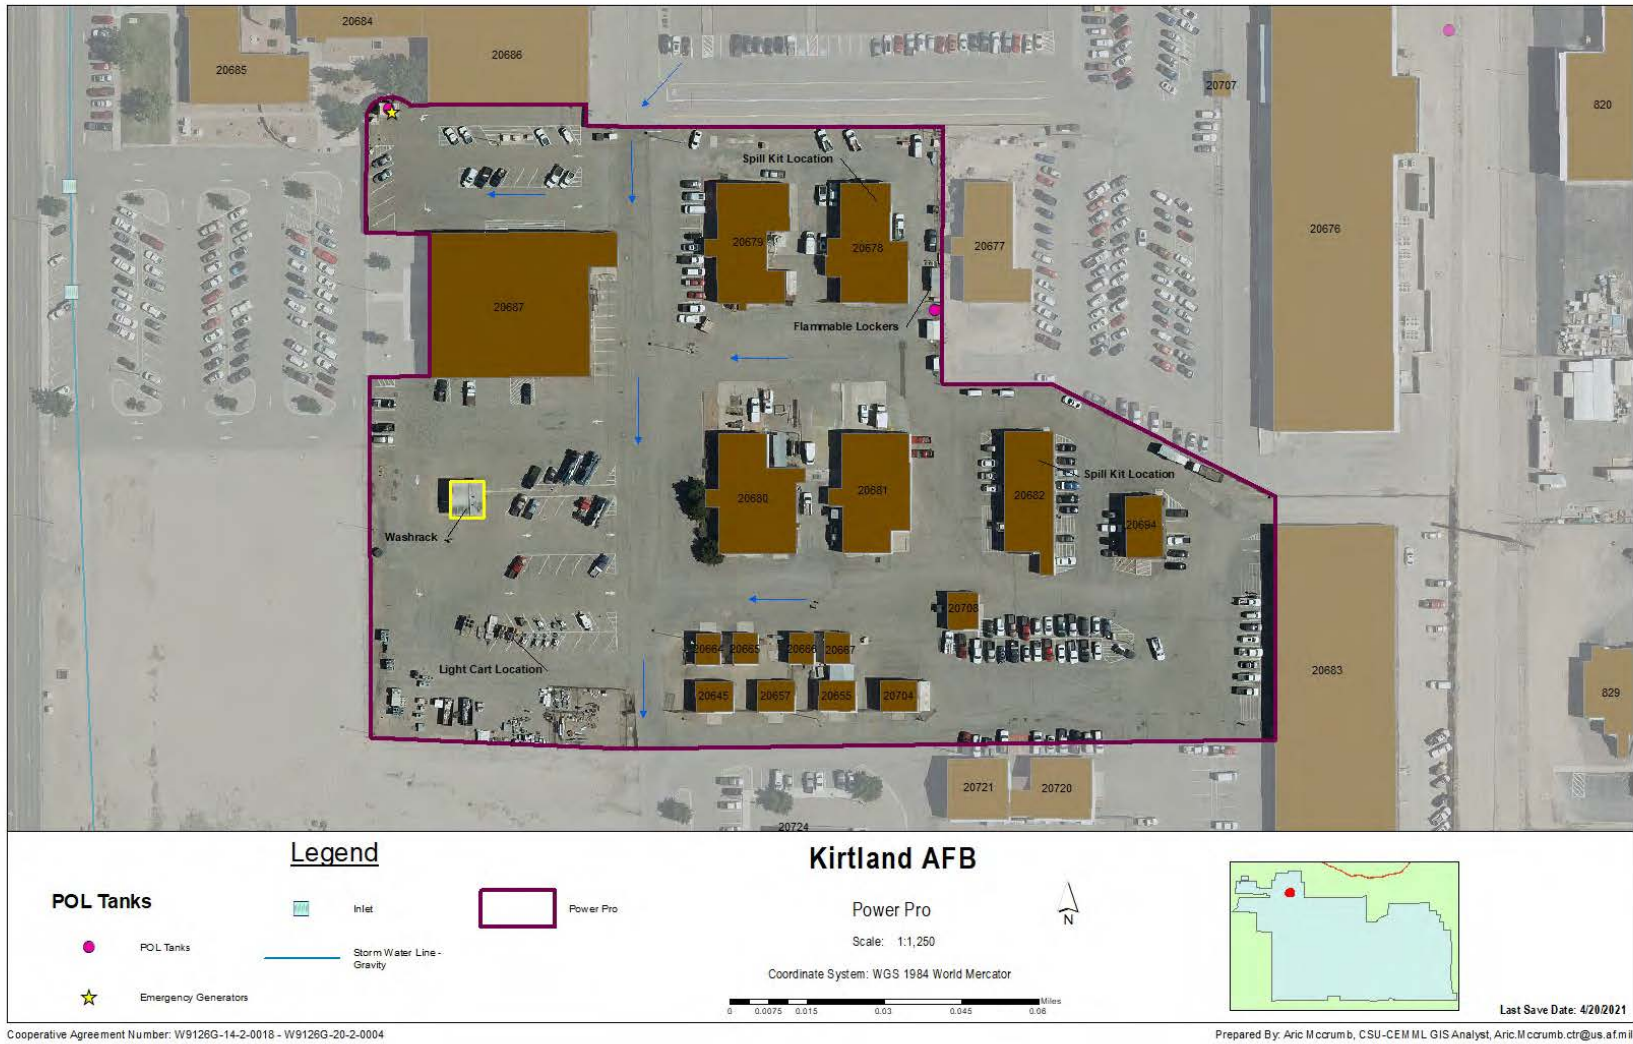 20684
20685
20686
20707
820
Spill Kit Location
20679
20678
20677
20676
20687
Flammable Lockers
20680
20681
20682
Spill Kit Location
20694
Washrack
20708
20664
20665
20666
20667
Light Cart Location
20645
20657
20655
20704
20683
829
20721
20720
20724
Legend
POL Tanks
POL Tanks
Emergency Generators
Inlet
Storm Water Line -
Gravity
Power Pro
Kirtland AFB
Power Pro
Scale: 1:1,250
Coordinate System: WGS 1984 World Mercator
Miles
0 0.0075 0.015 0.03 0.045 0.06
N
Last Save Date: 4/20/2021
Cooperative Agreement Number: W9126G-14-2-0018 - W9126G-20-2-0004
Prepared By: Aric Mccrumb, CSU-CEMML GIS Analyst, Aric.Mccrumb.ctr@us.af.mil